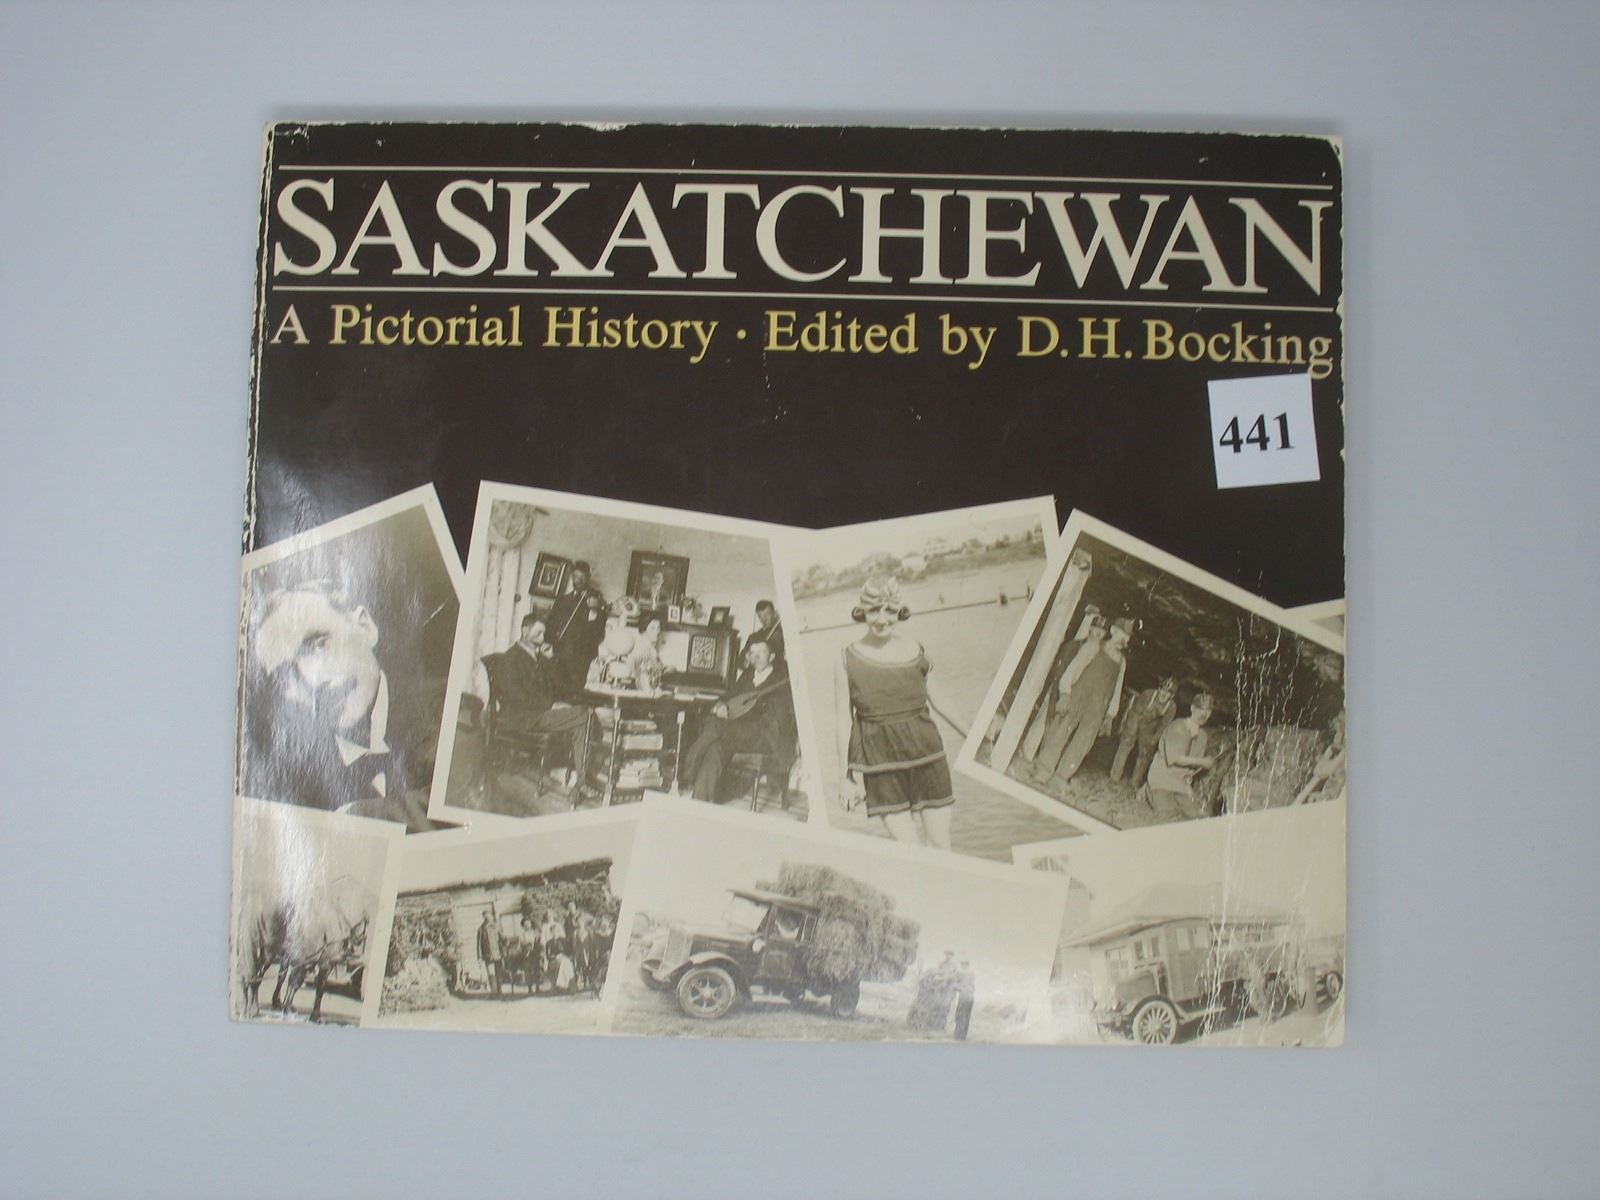 SASKATCHEWAN
A Pictorial History · Edited by D. H. Bocking
441